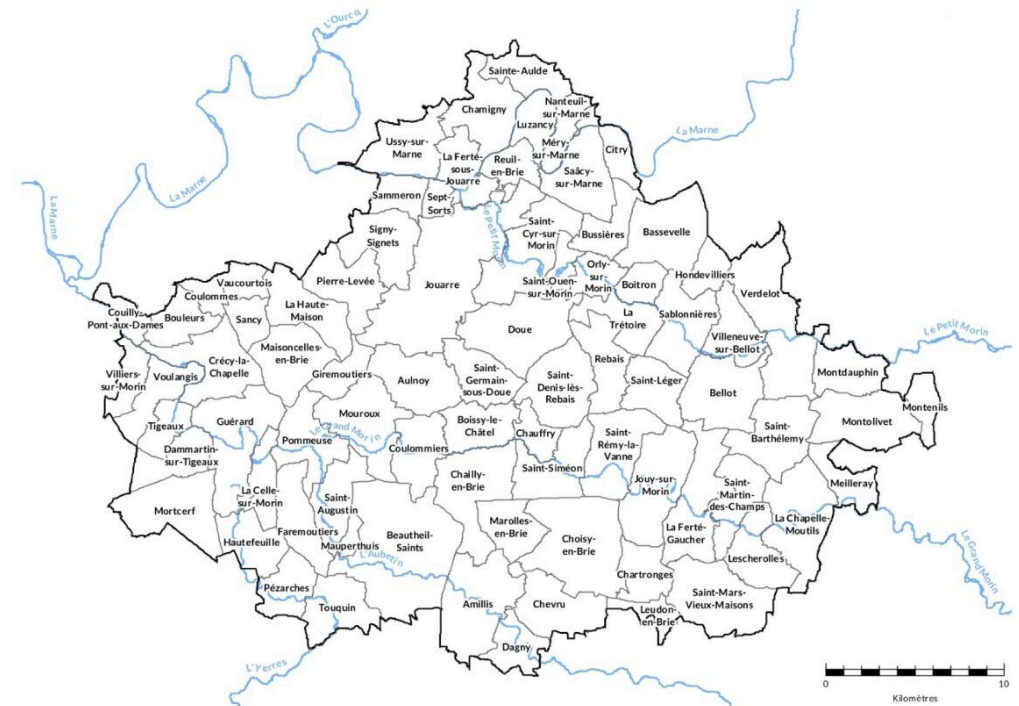 L'Ourcq
Sainte-Aulde
Chamigny
Nanteuil-
sur-Marne
Luzancy
La Marne
Ussy-sur-
Marne
La Ferté-
sous-
Jouarre
Reuil-
en-Brie
Méry-
sur-Marne
Citry
Saâcy-
sur-Marne
La Marne
La Marne
Sammeron
Sept-
Sorts
Le Petit Morin
Signy-
Signets
Saint-
Cyr-sur-
Morin
Bussières
Bassevelle
Vaucourtois
Coulommes
Pierre-Levée
Jouarre
Saint-Ouen-
sur-Morin
Orly-
sur-
Morin
Boitron
Hondevilliers
Verdelot
Couilly-
Pont-aux-Dames
Bouleurs
Sancy
La Haute-
Maison
La
Trétoire
Sablonnières
Doue
Villeneuve-
sur-Bellot
Le Petit Morin
Maisoncelles-
en-Brie
Crécy-la-
Chapelle
Villiers-
sur-Morin
Voulangis
Giremoutiers
Aulnoy
Saint-
Germain-
sous-Doue
Saint-
Denis-lès-
Rebais
Rebais
Saint-Léger
Bellot
Montdauphin
Montenils
Montolivet
Tigeaux
Guérard
Mouroux
Le Grand Morin
Pommeuse
Coulommiers
Boissy-le-
Châtel
Chauffry
Saint-
Rémy-la-
Vanne
Saint-
Barthélemy
Dammartin-
sur-Tigeaux
Chailly-
en-Brie
Saint-Siméon
Jouy-sur-
Morin
Saint-
Martin-
des-Champs
Meilleray
Mortcerf
La Celle-
sur-Morin
Saint-
Augustin
Marolles-
en-Brie
Choisy-
en-Brie
La Ferté-
Gaucher
La Chapelle-
Moutils
Hautefeuille
Faremoutiers
Mauperthuis
Beautheil-
Saints
L'Aubetin
Lescherolles
Le Grand Morin
Pézarches
Touquin
Amillis
Chevru
Chartronges
Leudon-
en-Brie
Saint-Mars-
Vieux-Maisons
Dagny
L'Yerres
0
10
Kilomètres